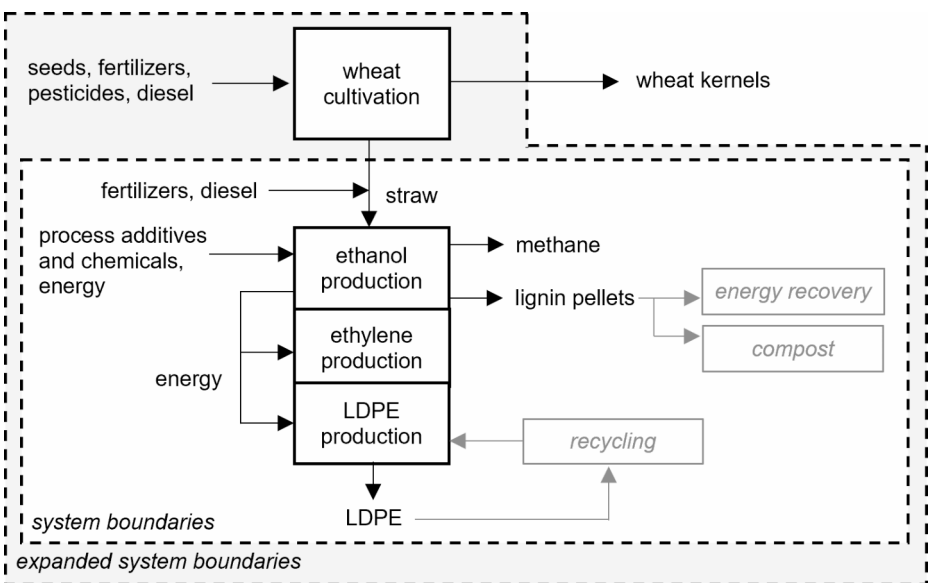 seeds, fertilizers,
pesticides, diesel
wheat
cultivation
wheat kernels
fertilizers, diesel
straw
process additives
and chemicals,
energy
ethanol
production
methane
lignin pellets
energy recovery
compost
ethylene
production
energy
LDPE
production
recycling
LDPE
system boundaries
expanded system boundaries